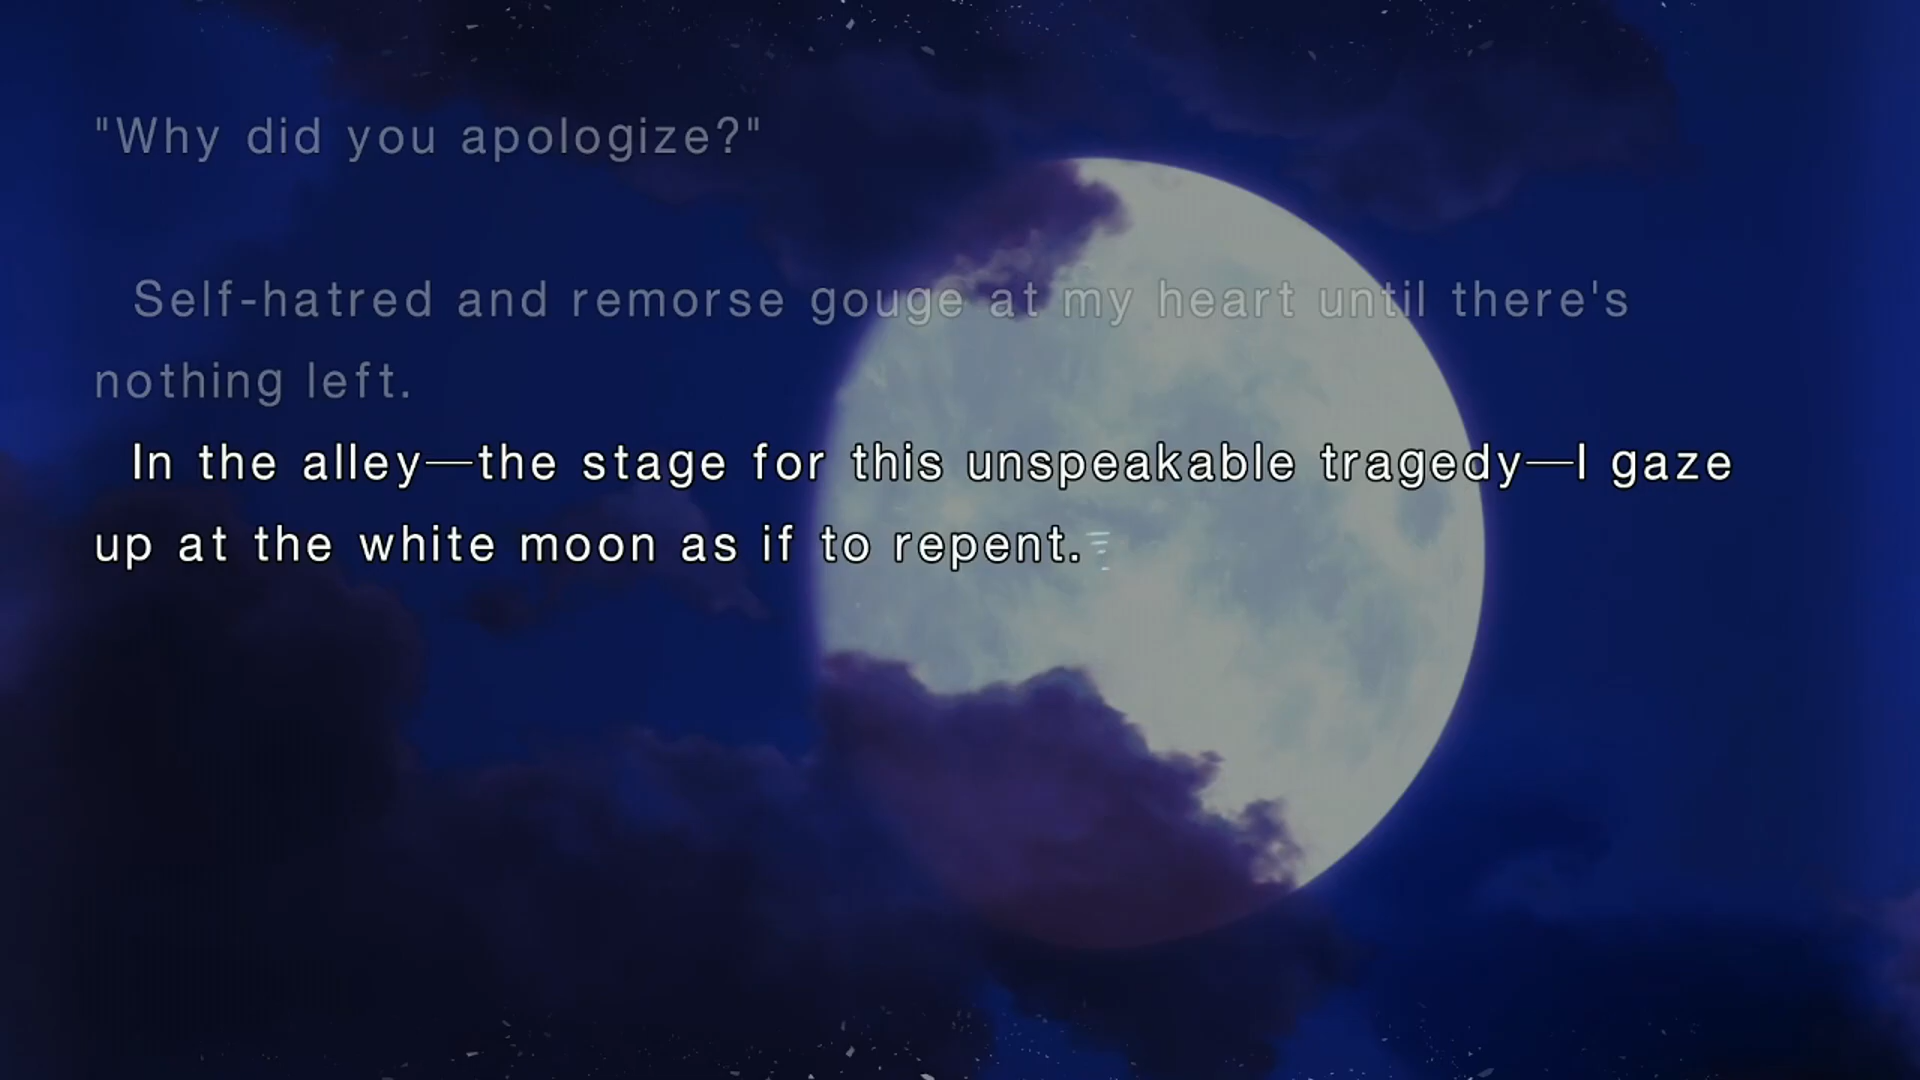 "Why did you apologize?"
Self-hatred and remorse gouge at my heart until there's
nothing left.
In the alley—the stage for this unspeakable tragedy—I gaze
up at the white moon as if to repent.